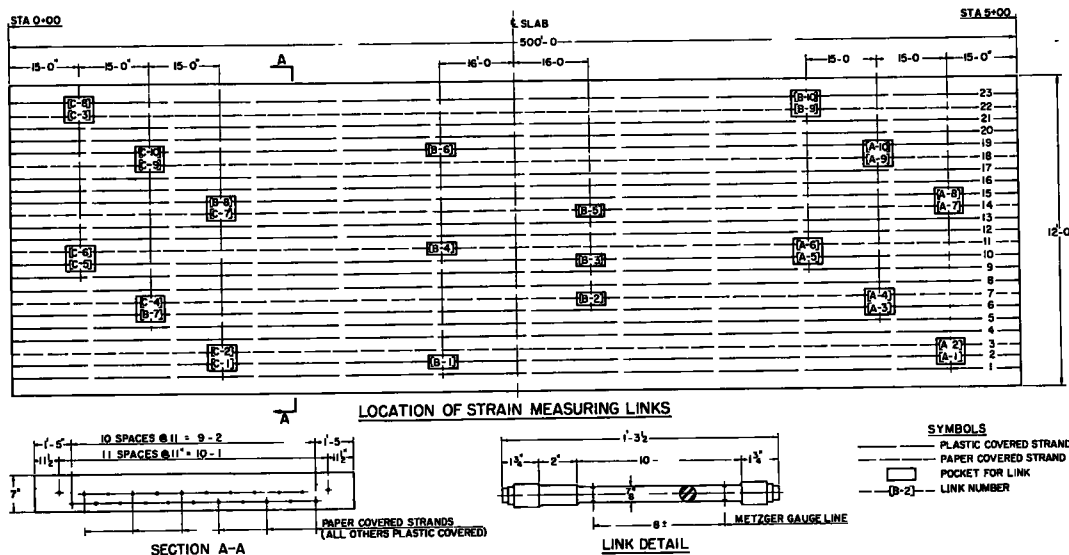 STA 0+00
℄ SLAB
STA 5+00
500'-0
15'-0" 15'-0" 15'-0" A 16'-0 16-0 15-0 15-0 15-0"
{C-8} {B-10} 23
{C-3} {B-9} 22
21
20
{C-10} {B-6} {A-10} 19
{C-9} {A-9} 18
17
16
{B-8} {A-8} 15
{C-7} {B-5} {A-7} 14
13
12
{C-6} {B-4} {A-6} 11
{C-5} {B-3} {A-5} 10
9
8
{C-4} {B-2} {A-4} 7
{B-7} {A-3} 6
5
4
{C-2} {A-2} 3
{C-1} {B-1} {A-1} 2
1
12'-0
A
LOCATION OF STRAIN MEASURING LINKS
1'-5" 10 SPACES @ 11 = 9-2 1'-5
11½ 11 SPACES @ 11" = 10-1 11½"
7"
PAPER COVERED STRANDS
(ALL OTHERS PLASTIC COVERED)
SECTION A-A
1'-3½
1¾" 2" 10 1¾"
7/8"
8± METZGER GAUGE LINE
LINK DETAIL
SYMBOLS
PLASTIC COVERED STRAND
PAPER COVERED STRAND
POCKET FOR LINK
{B-2} LINK NUMBER